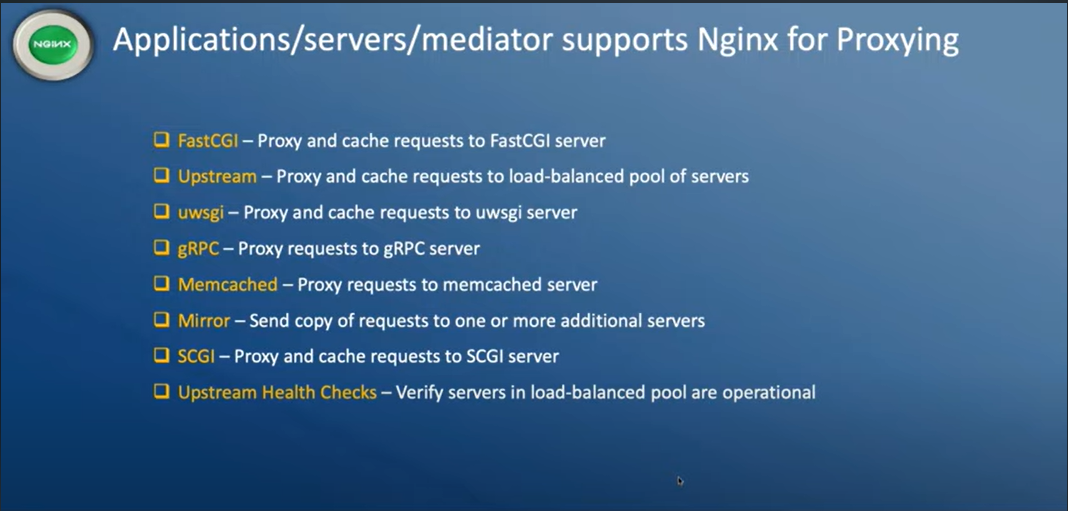 NGINX
Applications/servers/mediator supports Nginx for Proxying
FastCGI – Proxy and cache requests to FastCGI server
Upstream – Proxy and cache requests to load-balanced pool of servers
uwsgi – Proxy and cache requests to uwsgi server
gRPC – Proxy requests to gRPC server
Memcached – Proxy requests to memcached server
Mirror – Send copy of requests to one or more additional servers
SCGI – Proxy and cache requests to SCGI server
Upstream Health Checks – Verify servers in load-balanced pool are operational